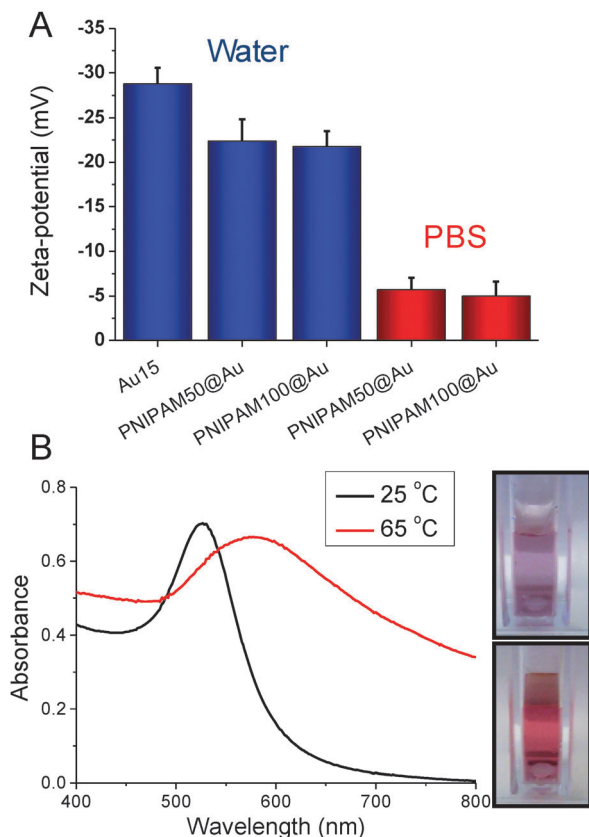 A
Zeta-potential (mV)
-35
-30
-25
-20
-15
-10
-5
0
Water
PBS
Au15
PNIPAM50@Au
PNIPAM100@Au
PNIPAM50@Au
PNIPAM100@Au
B
Absorbance
0.8
0.6
0.4
0.2
0.0
25 °C
65 °C
400 500 600 700 800
Wavelength (nm)